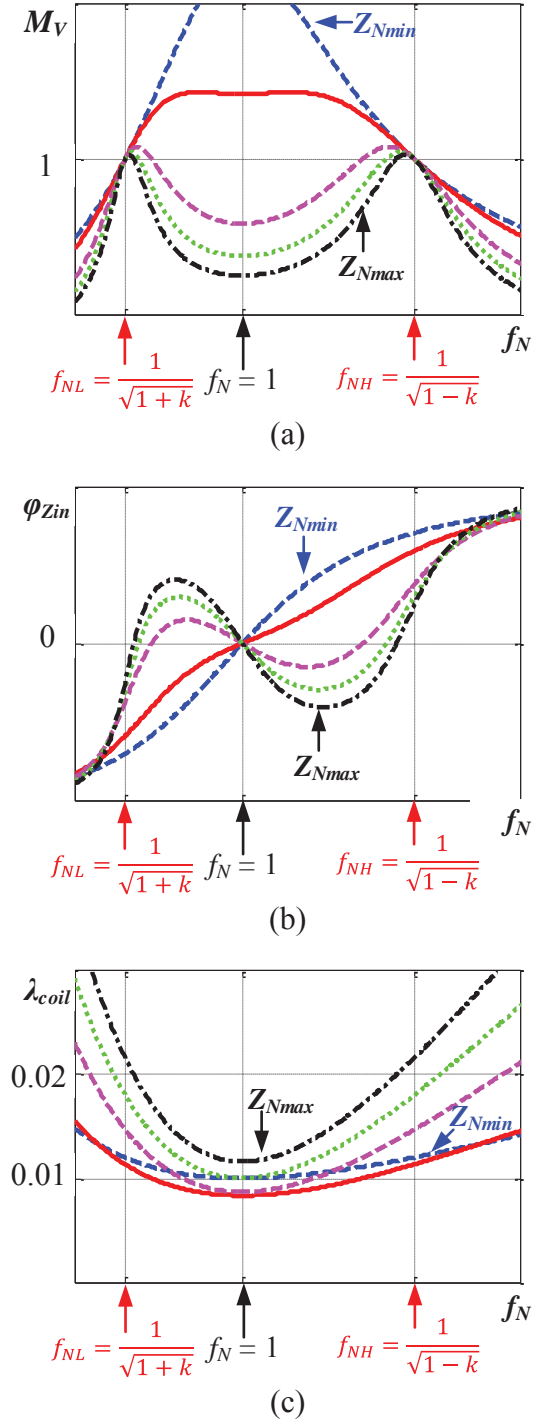 M_V
Z_Nmin
1
Z_Nmax
f_N
f_NL = 1/√(1 + k)
f_N = 1
f_NH = 1/√(1 − k)
(a)
φ_Zin
Z_Nmin
0
Z_Nmax
f_N
f_NL = 1/√(1 + k)
f_N = 1
f_NH = 1/√(1 − k)
(b)
λ_coil
0.02
Z_Nmax
Z_Nmin
0.01
f_N
f_NL = 1/√(1 + k)
f_N = 1
f_NH = 1/√(1 − k)
(c)